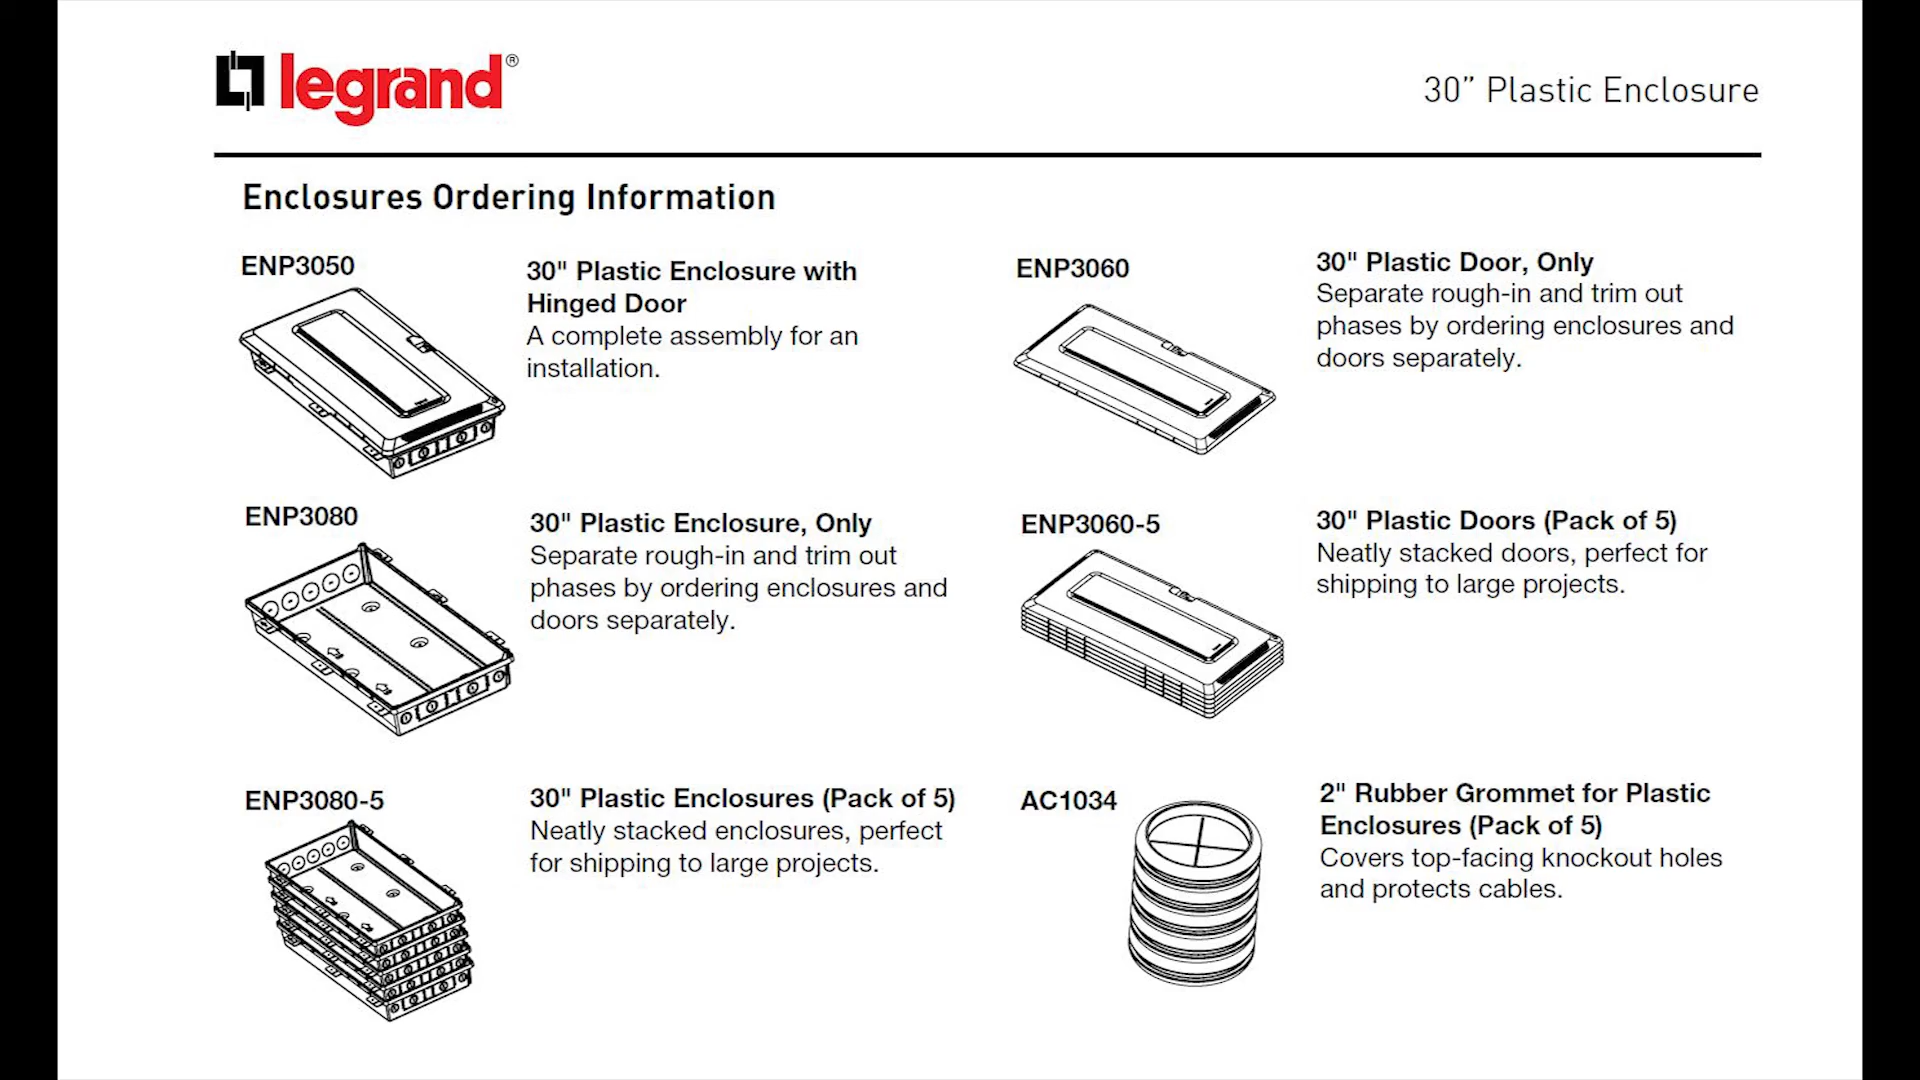 legrand®
30” Plastic Enclosure
Enclosures Ordering Information
ENP3050
30" Plastic Enclosure with
Hinged Door
A complete assembly for an
installation.
ENP3060
30" Plastic Door, Only
Separate rough-in and trim out
phases by ordering enclosures and
doors separately.
ENP3080
30" Plastic Enclosure, Only
Separate rough-in and trim out
phases by ordering enclosures and
doors separately.
ENP3060-5
30" Plastic Doors (Pack of 5)
Neatly stacked doors, perfect for
shipping to large projects.
ENP3080-5
30" Plastic Enclosures (Pack of 5)
Neatly stacked enclosures, perfect
for shipping to large projects.
AC1034
2" Rubber Grommet for Plastic
Enclosures (Pack of 5)
Covers top-facing knockout holes
and protects cables.